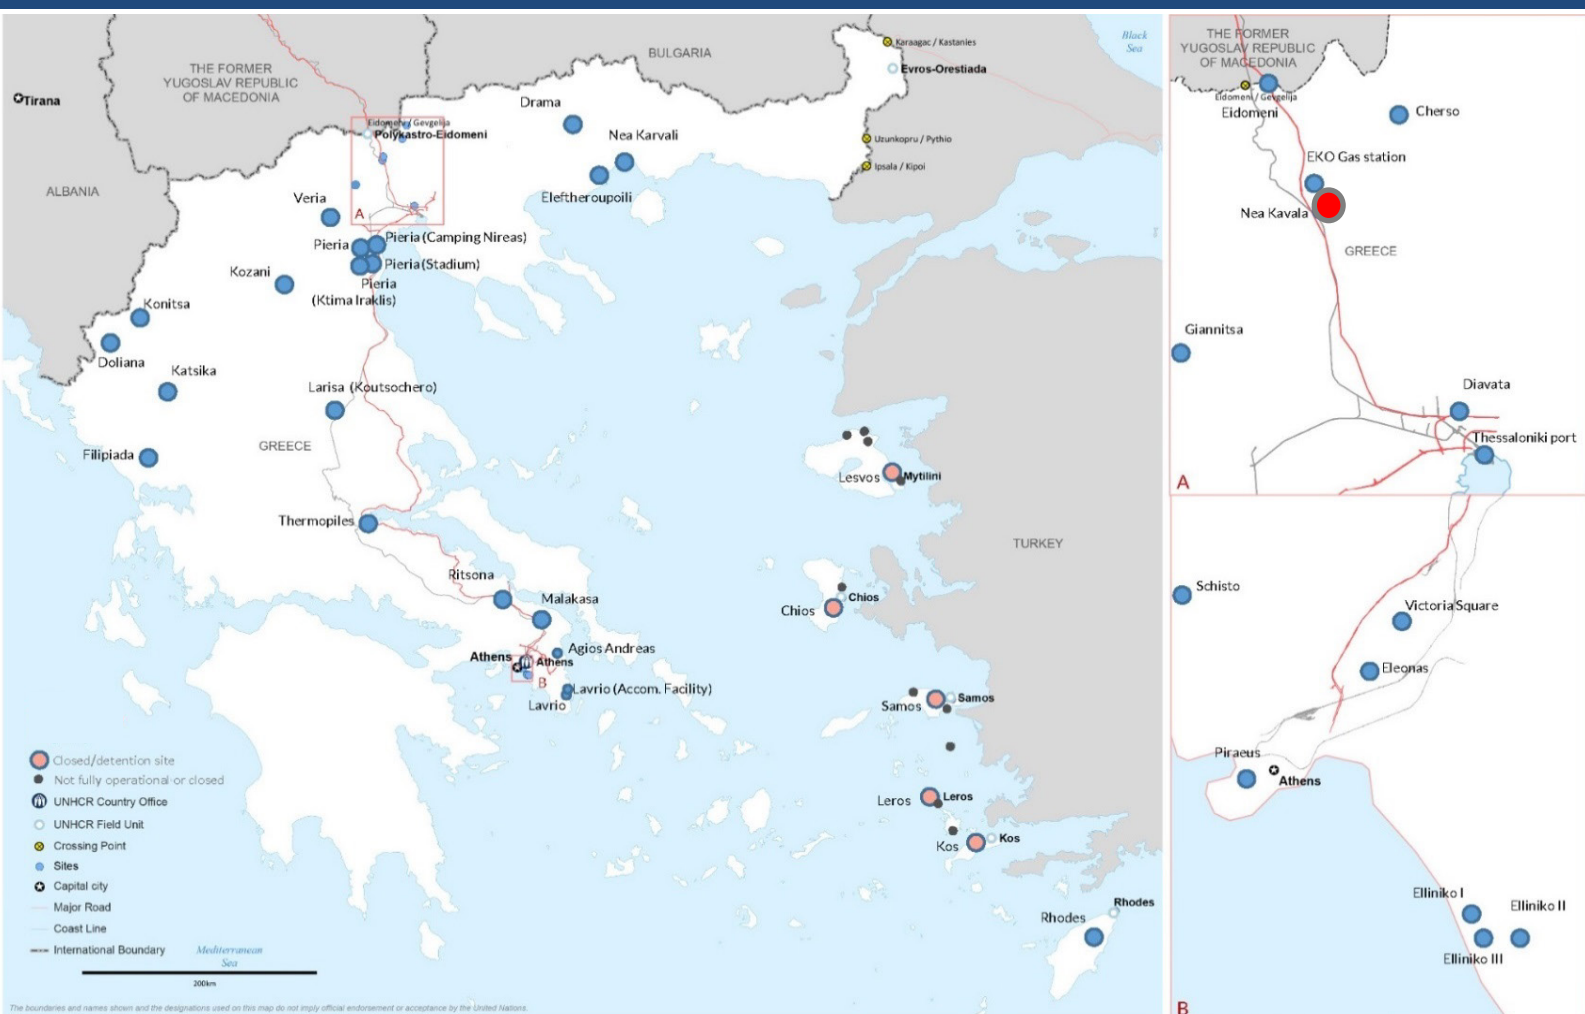 Tirana
THE FORMER
YUGOSLAV REPUBLIC
OF MACEDONIA
BULGARIA
Black
Sea
Karaagac / Kastanies
Evros-Orestiada
Drama
Nea Karvali
Eidomeni / Gevgelija
Polykastro-Eidomeni
Uzunkopru / Pythio
Ipsala / Kipoi
ALBANIA
Veria
A
Eleftheroupoili
Pieria
Pieria (Camping Nireas)
Pieria (Stadium)
Pieria
(Ktima Iraklis)
Kozani
Konitsa
Doliana
Katsika
Larisa (Koutsochero)
GREECE
Filipiada
Lesvos
Mytilini
Thermopiles
TURKEY
Ritsona
Malakasa
Chios
Chios
Athens
Athens
Agios Andreas
B
Lavrio (Accom. Facility)
Lavrio
Samos
Samos
Leros
Leros
Kos
Kos
Rhodes
Rhodes
Closed/detention site
Not fully operational or closed
UNHCR Country Office
UNHCR Field Unit
Crossing Point
Sites
Capital city
Major Road
Coast Line
International Boundary
Mediterranean
Sea
200km
The boundaries and names shown and the designations used on this map do not imply official endorsement or acceptance by the United Nations.
THE FORMER
YUGOSLAV REPUBLIC
OF MACEDONIA
Eidomeni / Gevgelija
Eidomeni
Cherso
EKO Gas station
Nea Kavala
GREECE
Giannitsa
Diavata
Thessaloniki port
A
Schisto
Victoria Square
Eleonas
Piraeus
Athens
Elliniko I
Elliniko II
Elliniko III
B